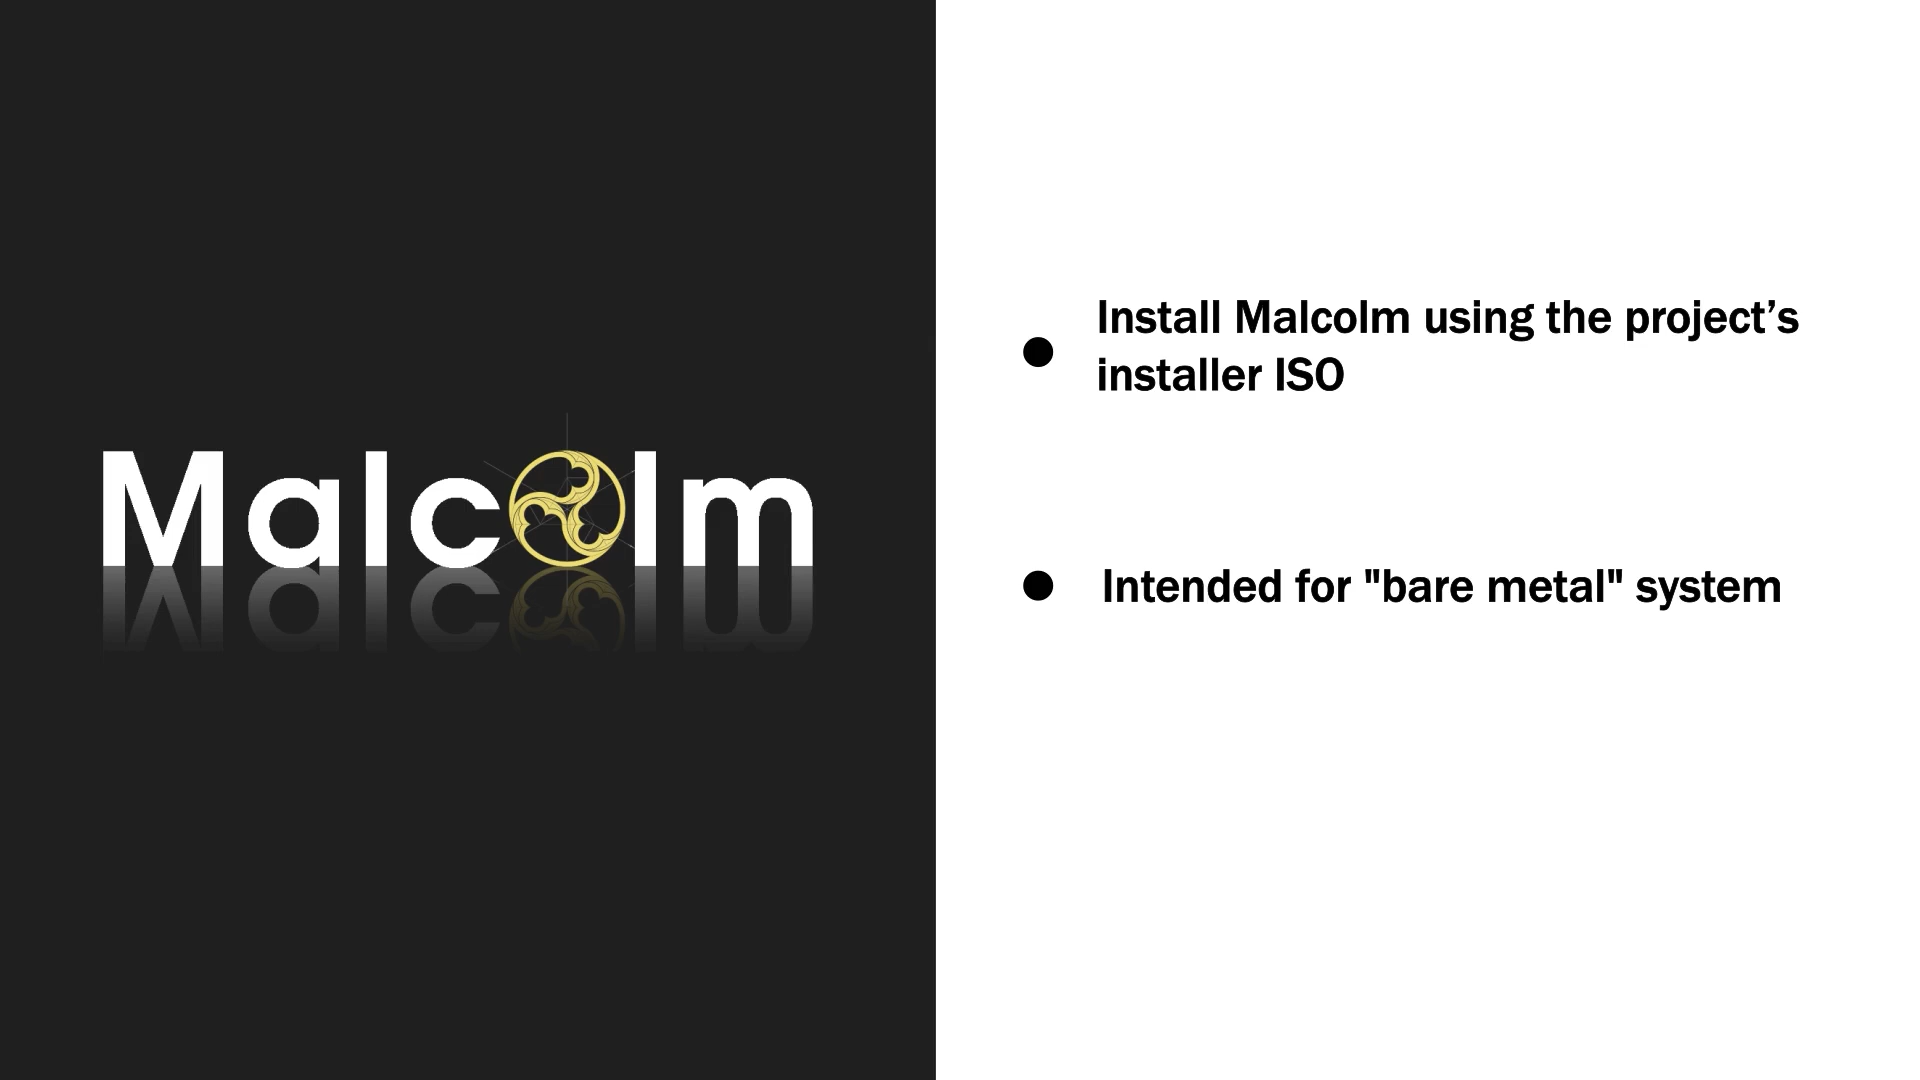 Malcolm
Install Malcolm using the project’s
installer ISO
Intended for "bare metal" system